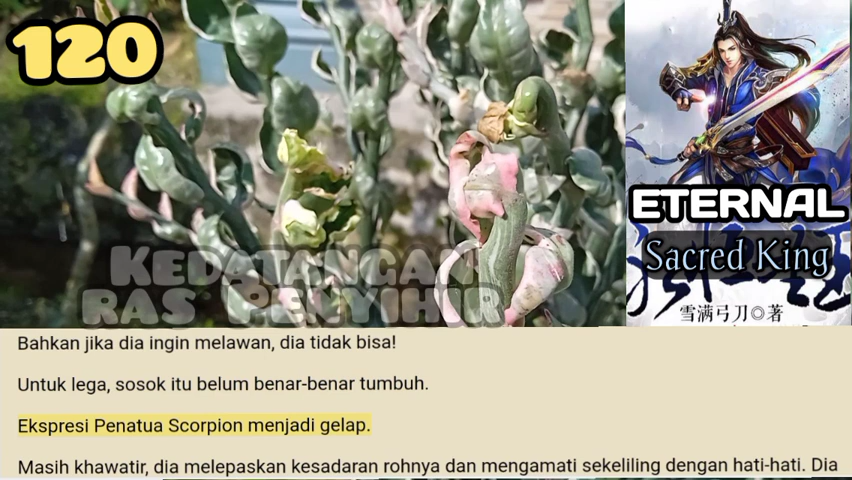 120
KEDATANGAN
RAS PENYIHIR
ETERNAL
Sacred King
雪满弓刀◎著
Bahkan jika dia ingin melawan, dia tidak bisa!
Untuk lega, sosok itu belum benar-benar tumbuh.
Ekspresi Penatua Scorpion menjadi gelap.
Masih khawatir, dia melepaskan kesadaran rohnya dan mengamati sekeliling dengan hati-hati. Dia